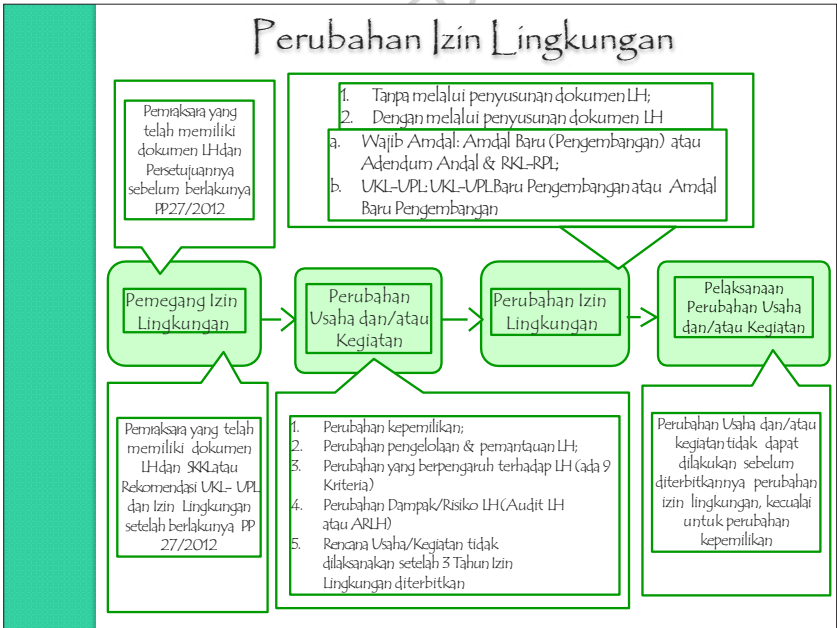 Perubahan Izin Lingkungan
Pemraksara yang
telah memiliki
dokumen LH dan
Persetujuannya
sebelum berlakunya
PP27/2012
1. Tanpa melalui penyusunan dokumen LH;
2. Dengan melalui penyusunan dokumen LH
a. Wajib Amdal: Amdal Baru (Pengembangan) atau
Adendum Andal & RKL-RPL;
b. UKL-UPL: UKL-UPL Baru Pengembangan atau Amdal
Baru Pengembangan
Pemegang Izin
Lingkungan
Perubahan
Usaha dan/atau
Kegiatan
Perubahan Izin
Lingkungan
Pelaksanaan
Perubahan Usaha
dan/atau Kegiatan
Pemraksara yang telah
memiliki dokumen
LH dan SKKL atau
Rekomendasi UKL- UPL
dan Izin Lingkungan
setelah berlakunya PP
27/2012
1. Perubahan kepemilikan;
2. Perubahan pengelolaan & pemantauan LH;
3. Perubahan yang berpengaruh terhadap LH (ada 9
Kriteria)
4. Perubahan Dampak/Risiko LH (Audit LH
atau ARLH)
5. Rencana Usaha/Kegiatan tidak
dilaksanakan setelah 3 Tahun Izin
Lingkungan diterbitkan
Perubahan Usaha dan/atau
kegiatan tidak dapat
dilakukan sebelum
diterbitkannya perubahan
izin lingkungan, kecualai
untuk perubahan
kepemilikan